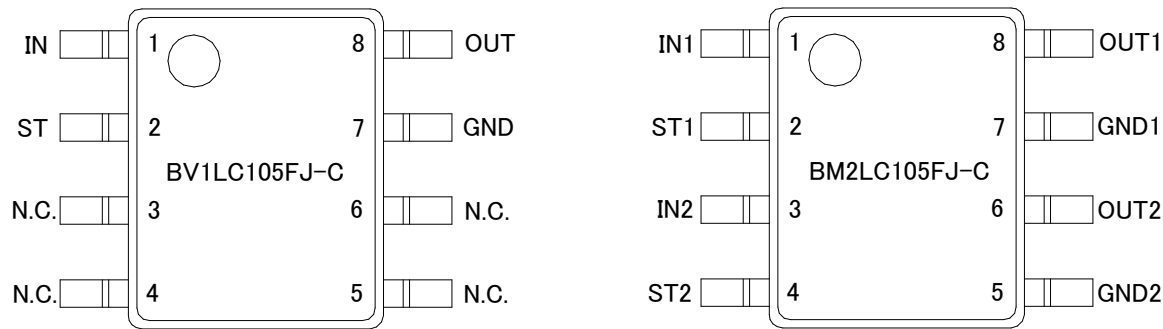 IN 1 8 OUT
ST 2 7 GND
BV1LC105FJ-C
N.C. 3 6 N.C.
N.C. 4 5 N.C.
IN1 1 8 OUT1
ST1 2 7 GND1
BM2LC105FJ-C
IN2 3 6 OUT2
ST2 4 5 GND2